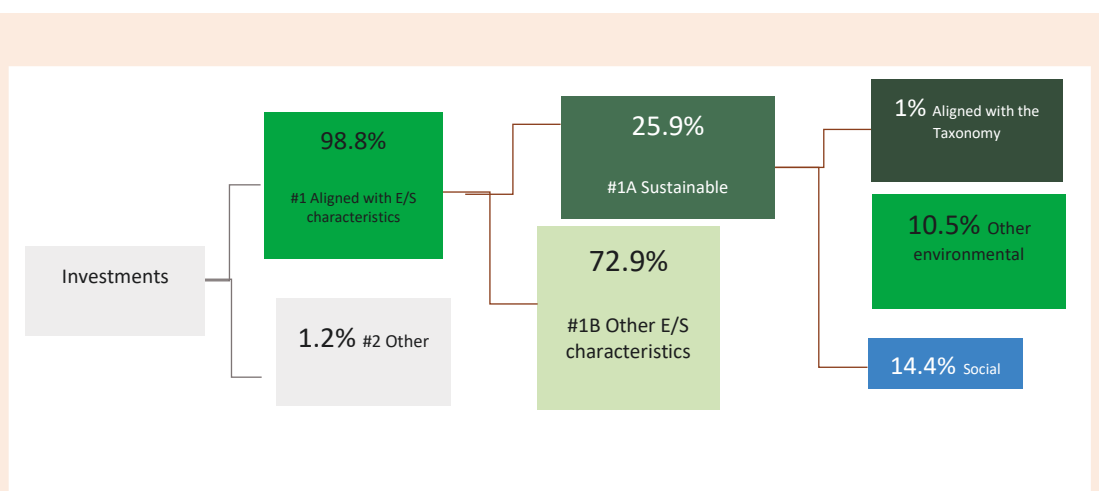 Investments
98.8%
#1 Aligned with E/S
characteristics
1.2% #2 Other
25.9%
#1A Sustainable
72.9%
#1B Other E/S
characteristics
1% Aligned with the
Taxonomy
10.5% Other
environmental
14.4% Social